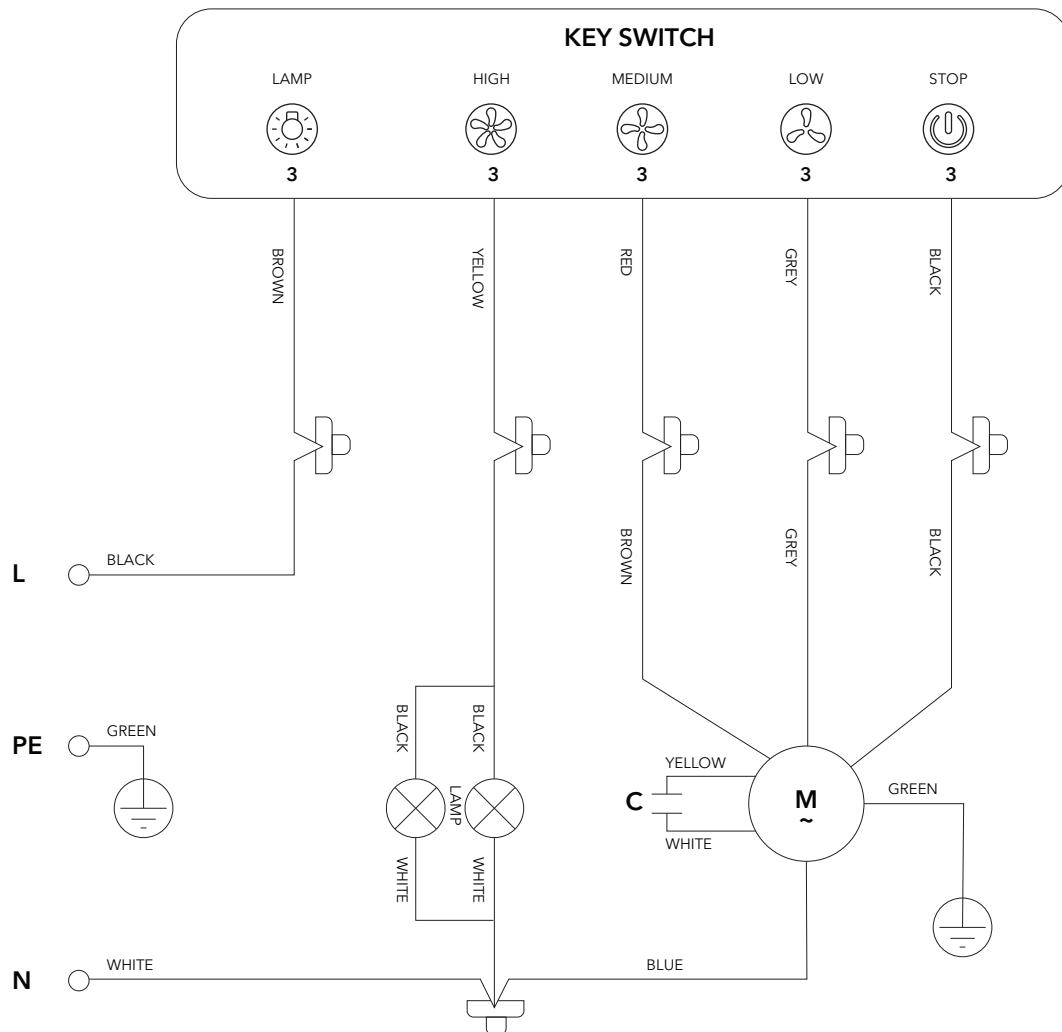 KEY SWITCH
LAMP HIGH MEDIUM LOW STOP
3 3 3 3 3
BROWN YELLOW RED GREY BLACK
L BLACK
BROWN GREY BLACK
PE GREEN
BLACK BLACK
LAMP
YELLOW
C
WHITE
M
~
GREEN
WHITE WHITE
N WHITE
BLUE